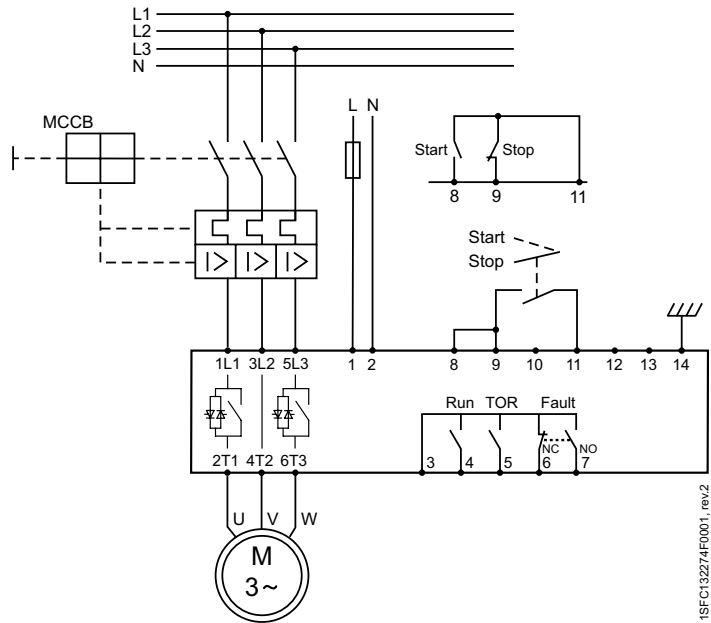 L1
L2
L3
N
MCCB
L N
Start Stop
8 9 11
Start
Stop
I> I> I>
1L1 3L2 5L3 1 2 8 9 10 11 12 13 14
Run TOR Fault
NC NO
2T1 4T2 6T3 3 4 5 6 7
U V W
M
3~
1SFC132274F0001, rev.2